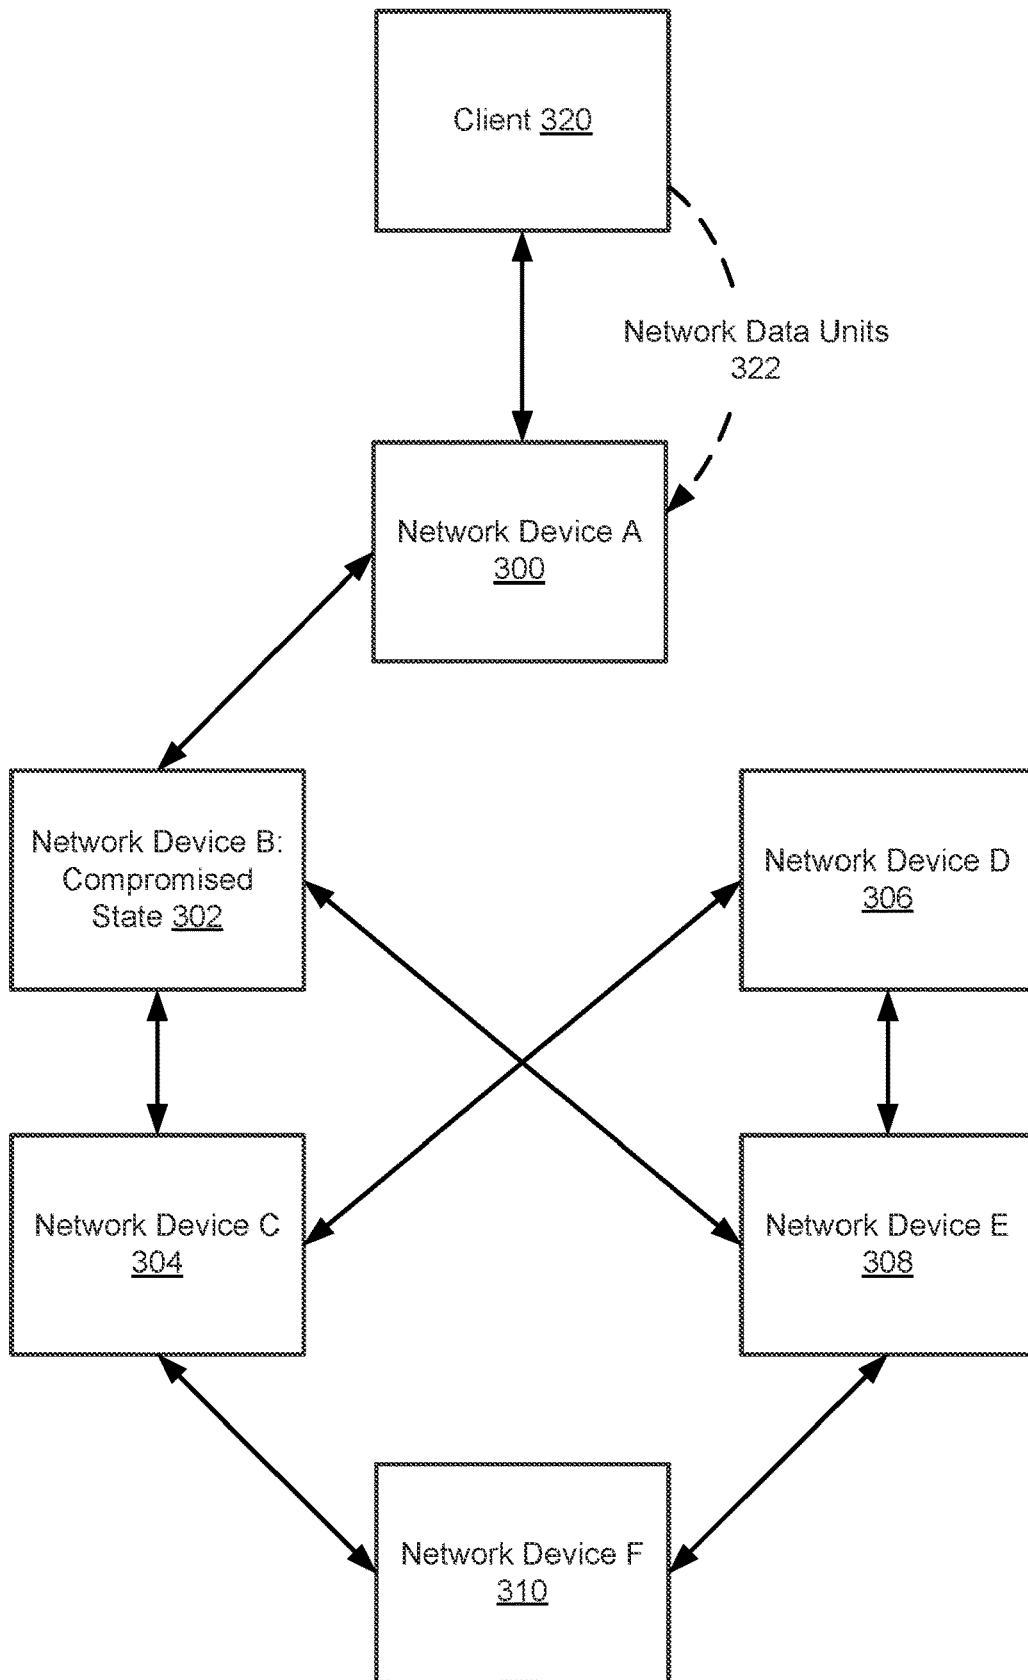 Client 320
Network Data Units
322
Network Device A
300
Network Device B:
Compromised
State 302
Network Device D
306
Network Device C
304
Network Device E
308
Network Device F
310